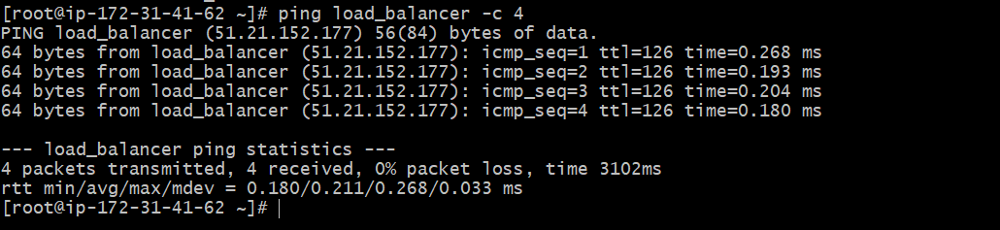 [root@ip-172-31-41-62 ~]# ping load_balancer -c 4
PING load_balancer (51.21.152.177) 56(84) bytes of data.
64 bytes from load_balancer (51.21.152.177): icmp_seq=1 ttl=126 time=0.268 ms
64 bytes from load_balancer (51.21.152.177): icmp_seq=2 ttl=126 time=0.193 ms
64 bytes from load_balancer (51.21.152.177): icmp_seq=3 ttl=126 time=0.204 ms
64 bytes from load_balancer (51.21.152.177): icmp_seq=4 ttl=126 time=0.180 ms

--- load_balancer ping statistics ---
4 packets transmitted, 4 received, 0% packet loss, time 3102ms
rtt min/avg/max/mdev = 0.180/0.211/0.268/0.033 ms
[root@ip-172-31-41-62 ~]#